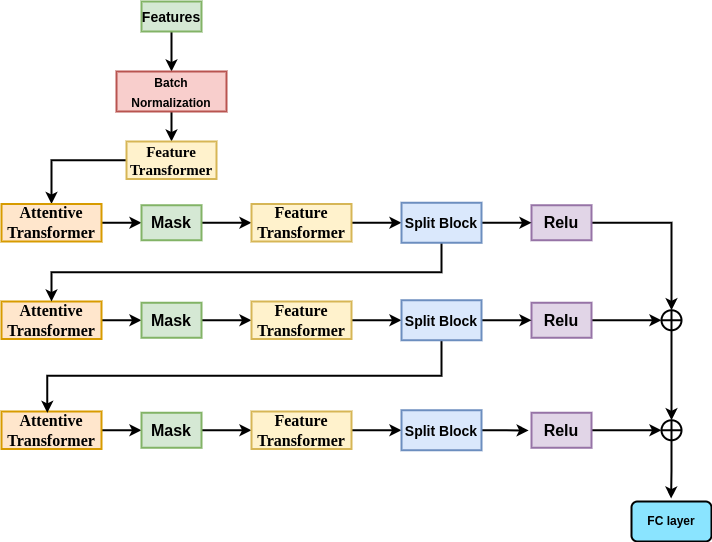 Features
Batch
Normalization
Feature
Transformer
Attentive
Transformer
Mask
Feature
Transformer
Split Block
Relu
Attentive
Transformer
Mask
Feature
Transformer
Split Block
Relu
Attentive
Transformer
Mask
Feature
Transformer
Split Block
Relu
FC layer